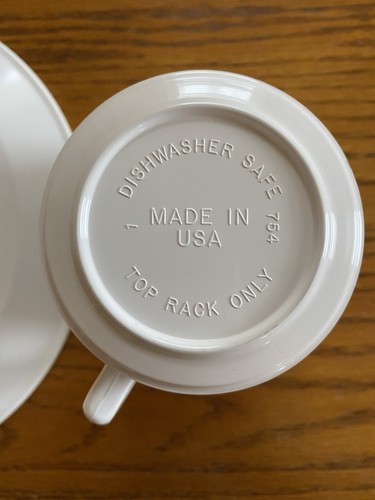 DISHWASHER SAFE
754
1
MADE IN
USA
TOP RACK ONLY